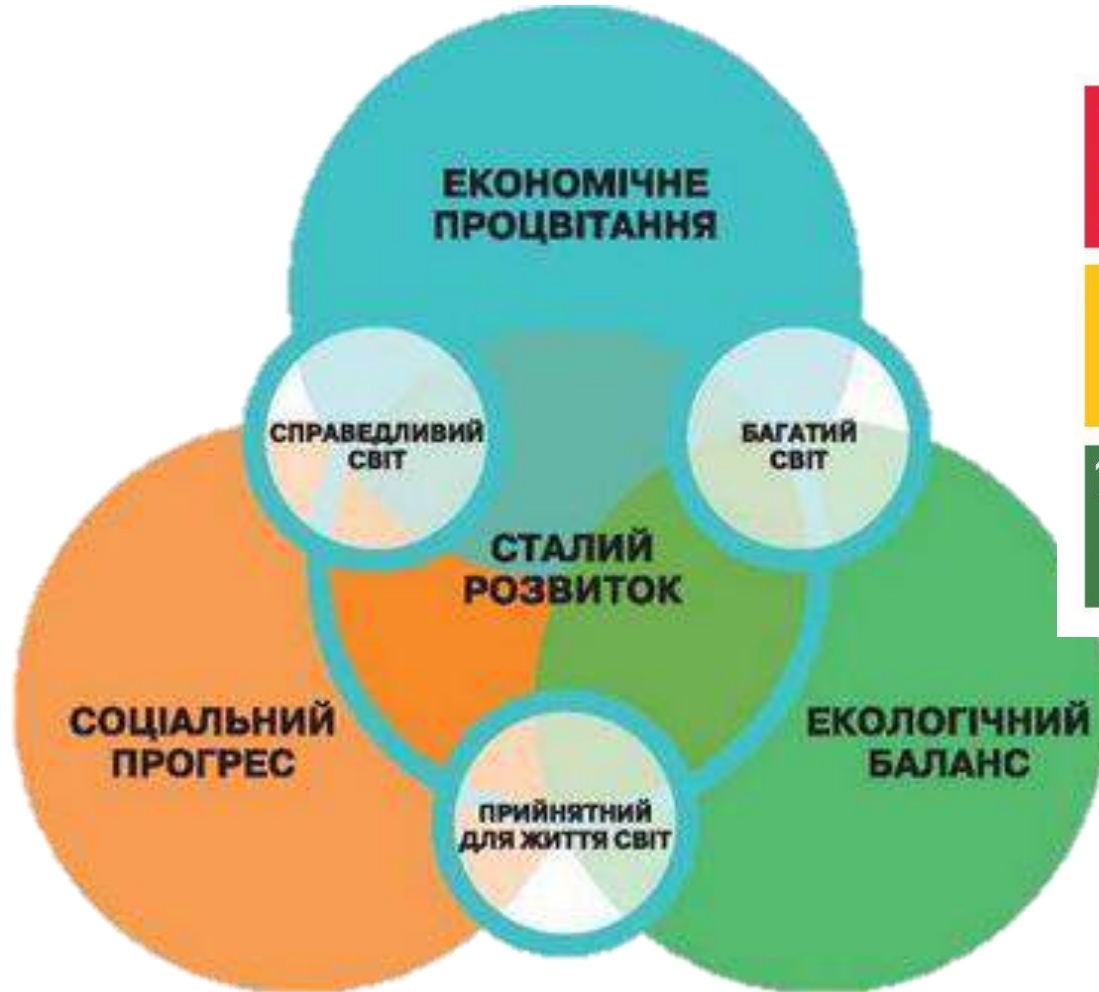 ЕКОНОМІЧНЕ
ПРОЦВІТАННЯ
СПРАВЕДЛИВИЙ
СВІТ
БАГАТИЙ
СВІТ
СТАЛИЙ
РОЗВИТОК
СОЦІАЛЬНИЙ
ПРОГРЕС
ЕКОЛОГІЧНИЙ
БАЛАНС
ПРИЙНЯТНИЙ
ДЛЯ ЖИТТЯ СВІТ